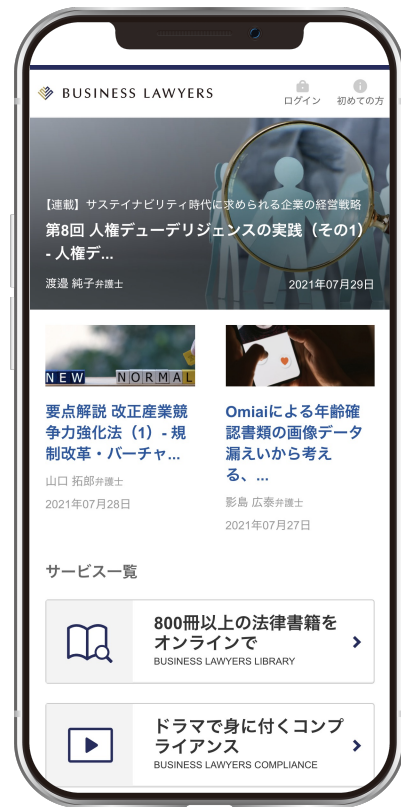 BUSINESS LAWYERS
ログイン
初めての方
【連載】サステイナビリティ時代に求められる企業の経営戦略
第8回 人権デューデリジェンスの実践（その1）
- 人権デ...
渡邉 純子弁護士
2021年07月29日
NEW NORMAL
要点解説 改正産業競
争力強化法（1）- 規
制改革・バーチャ...
山口 拓郎弁護士
2021年07月28日
Omiaiによる年齢確
認書類の画像データ
漏えいから考え
る、...
影島 広泰弁護士
2021年07月27日
サービス一覧
800冊以上の法律書籍を
オンラインで
BUSINESS LAWYERS LIBRARY
ドラマで身に付くコンプ
ライアンス
BUSINESS LAWYERS COMPLIANCE